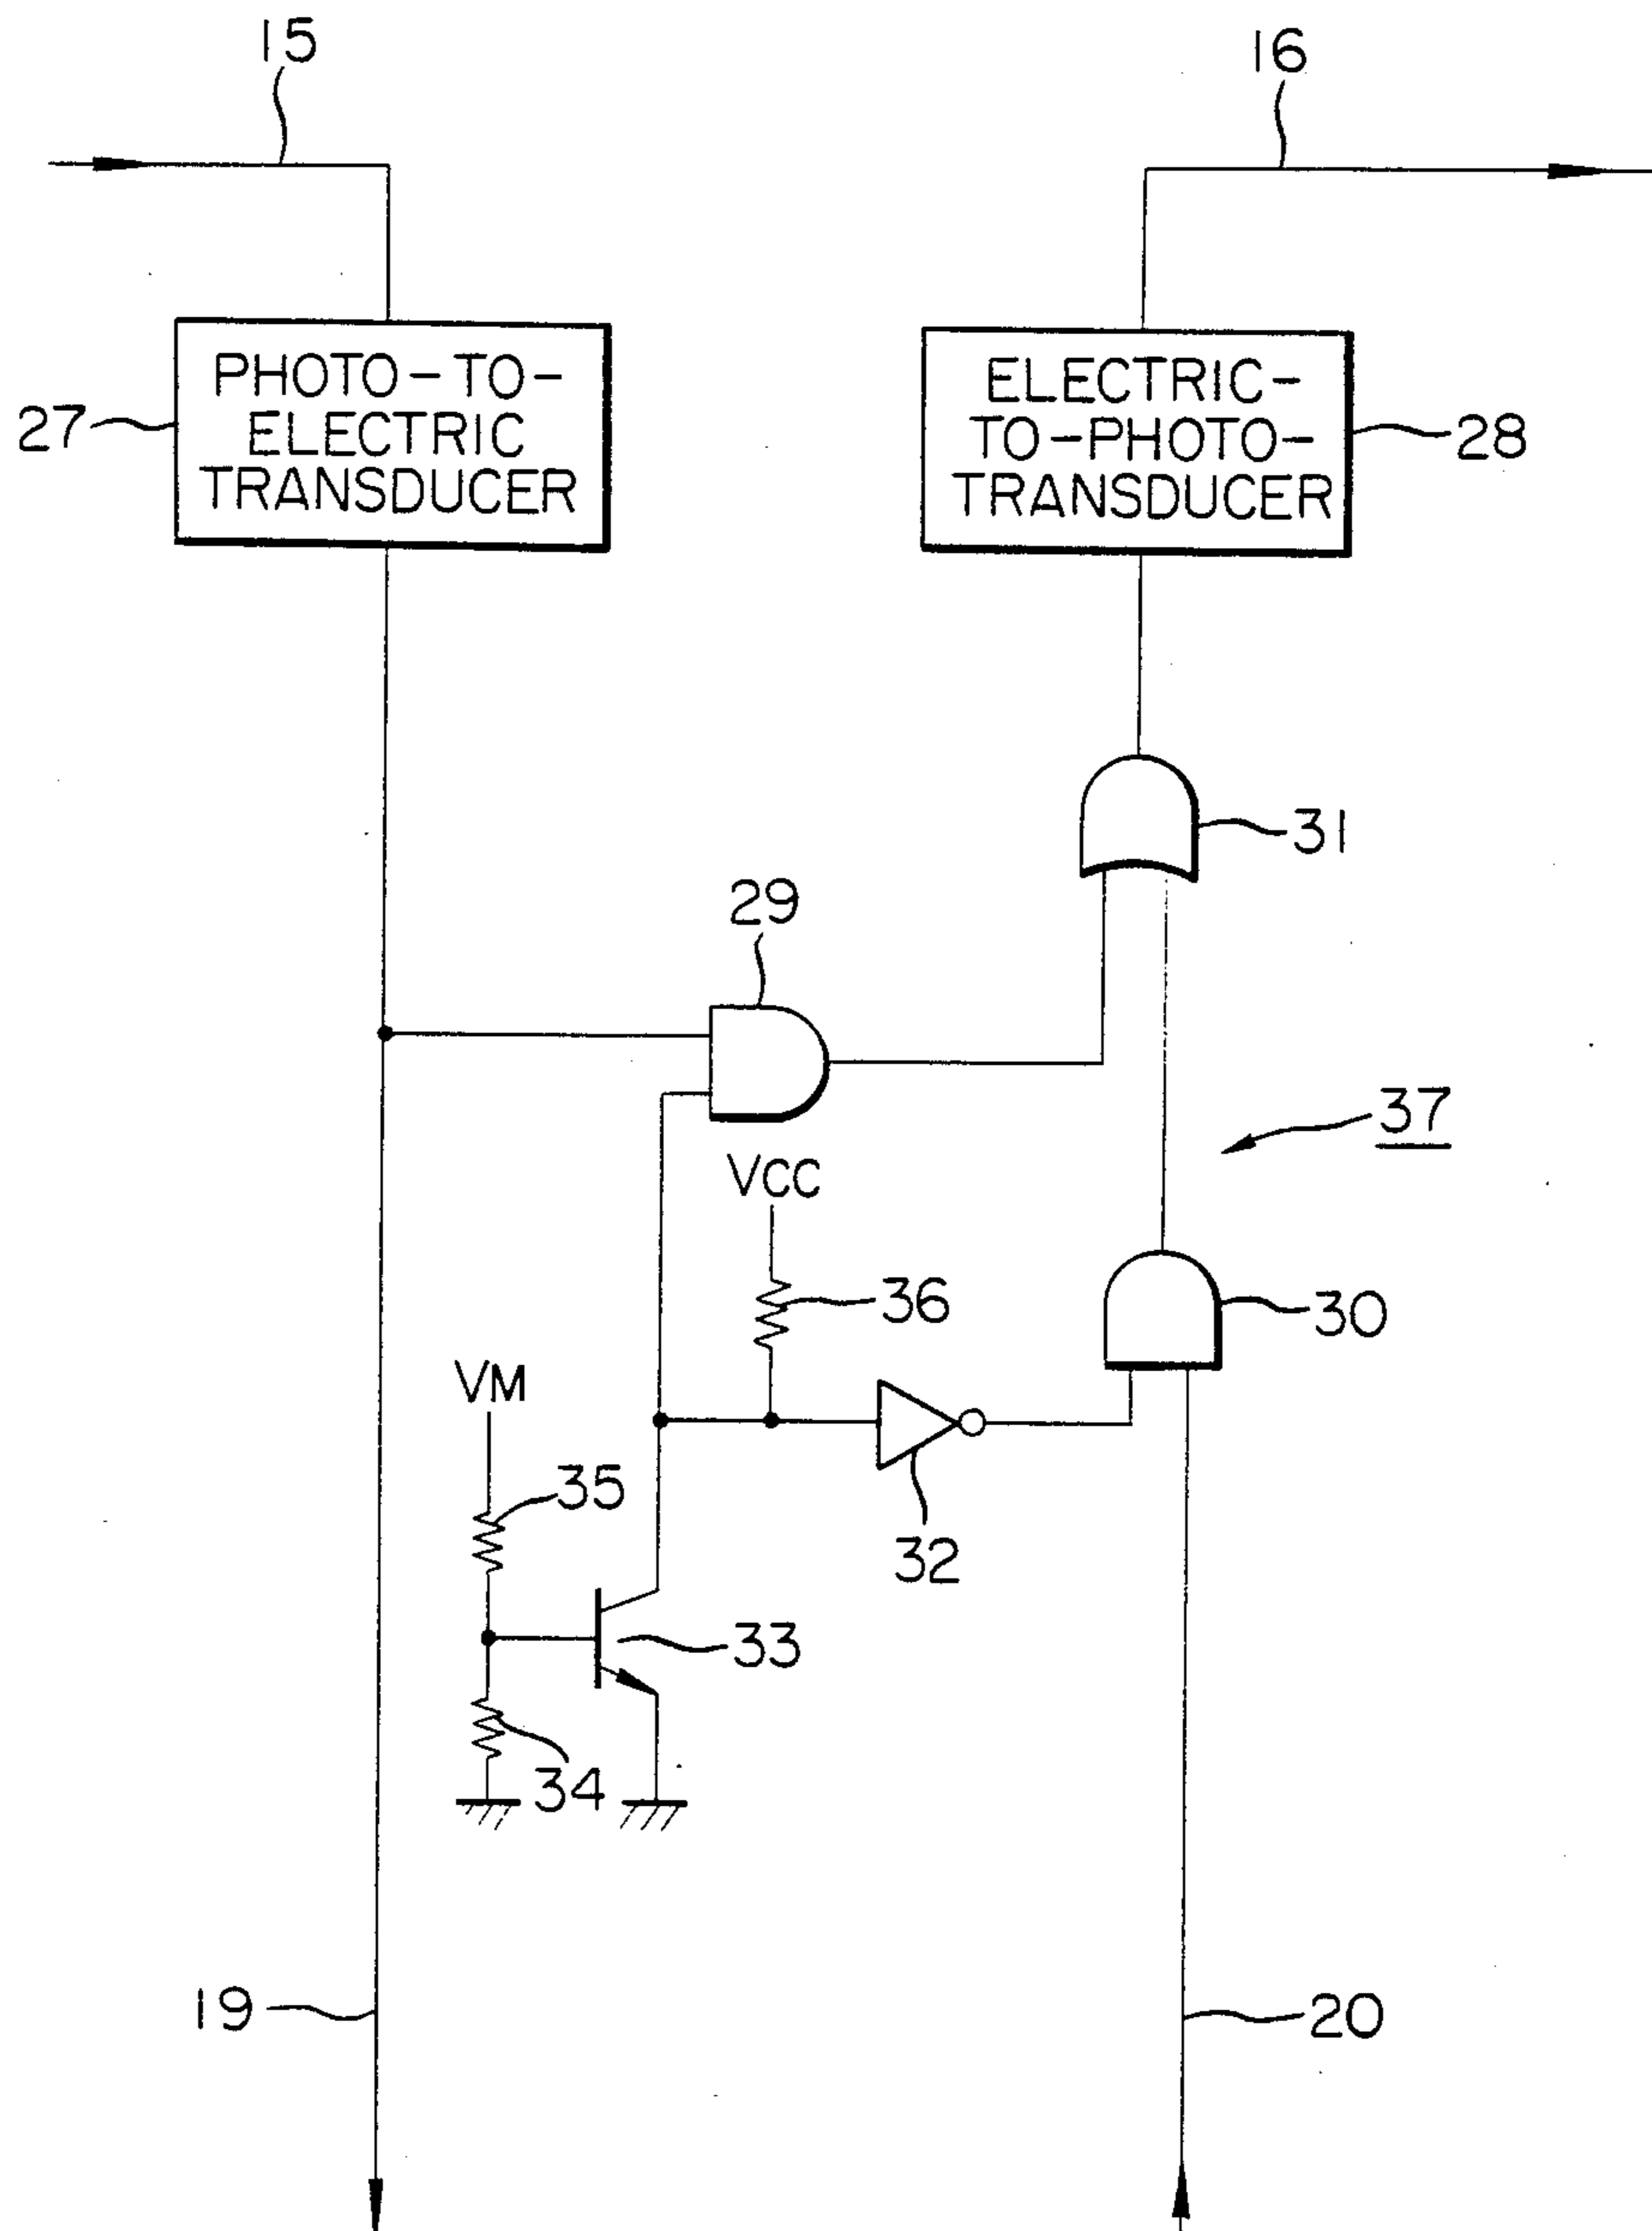 15
16
PHOTO-TO-
ELECTRIC
TRANSDUCER
27
ELECTRIC-
TO-PHOTO-
TRANSDUCER
28
31
29
37
VCC
36
30
VM
35
32
33
34
19
20